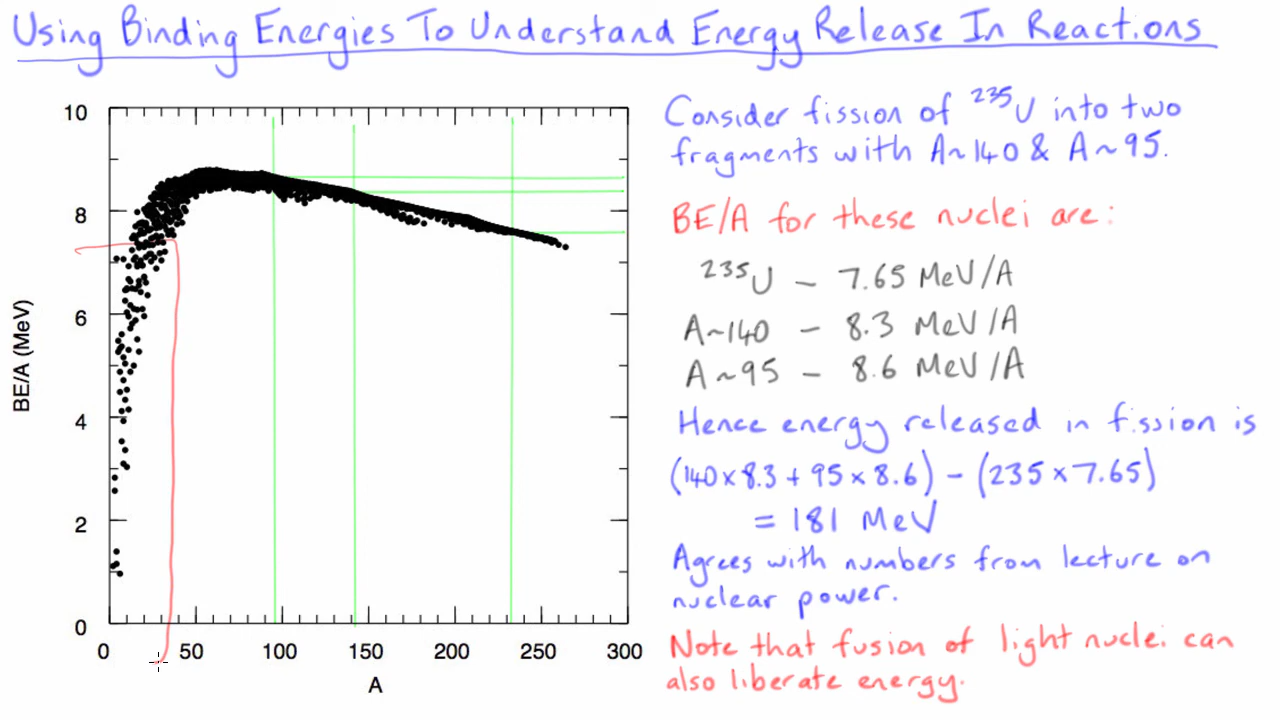 Using Binding Energies To Understand Energy Release In Reactions
10
8
6
4
2
0
BE/A (MeV)
0 50 100 150 200 250 300
A
Consider fission of ²³⁵U into two
fragments with A~140 & A~95.
BE/A for these nuclei are:
²³⁵U – 7.65 MeV/A
A~140 – 8.3 MeV/A
A~95 – 8.6 MeV/A
Hence energy released in fission is
(140×8.3 + 95×8.6) – (235×7.65)
= 181 MeV
Agrees with numbers from lecture on
nuclear power.
Note that fusion of light nuclei can
also liberate energy.